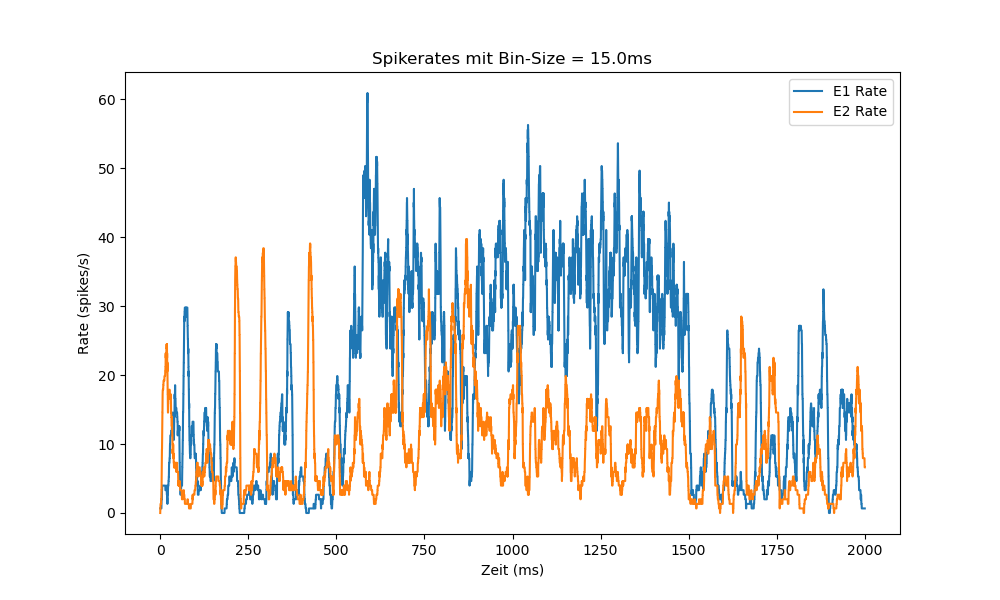 Spikerates mit Bin-Size = 15.0ms
E1 Rate
E2 Rate
60
50
40
30
20
10
0
Rate (spikes/s)
0 250 500 750 1000 1250 1500 1750 2000
Zeit (ms)